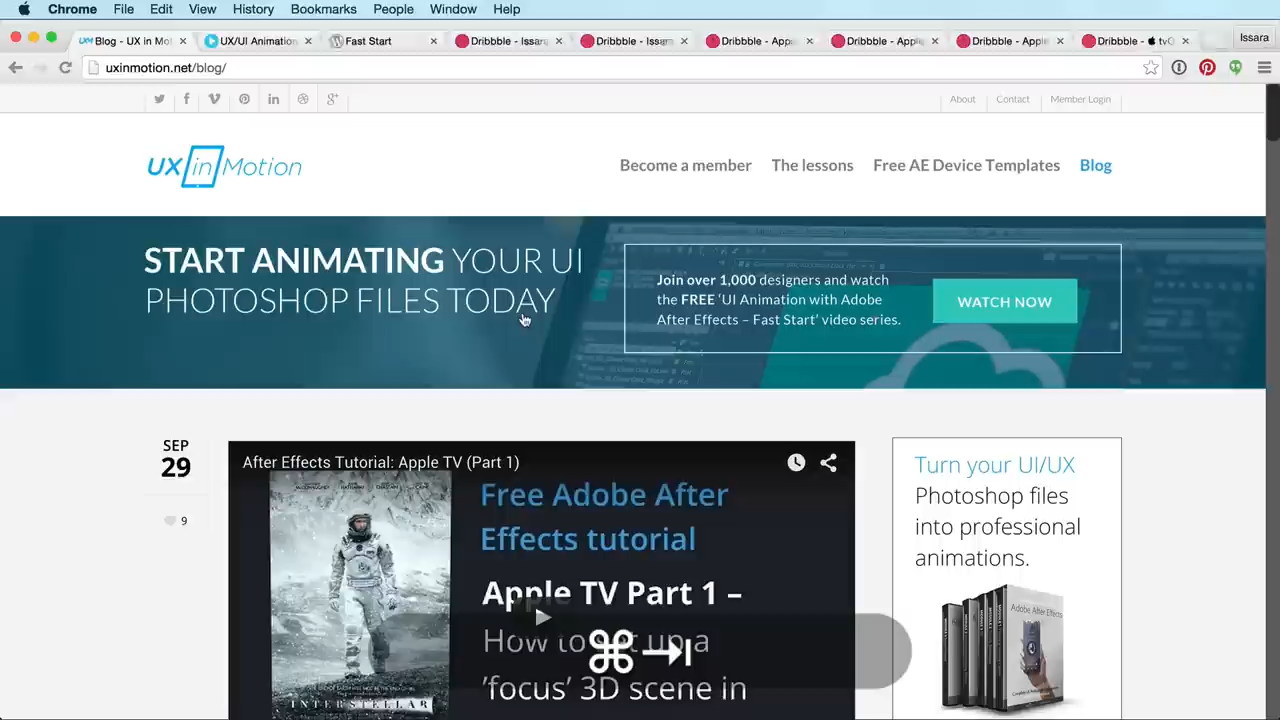 Chrome File Edit View History Bookmarks People Window Help
Blog - UX in Mo
UX/UI Animation
Fast Start
Dribbble - Issara
Dribbble - Issam
Dribbble - App
Dribbble - Apple
Dribbble - Apple
Dribbble - tvO
Issara
uxinmotion.net/blog/
About Contact Member Login
UX in Motion
Become a member The lessons Free AE Device Templates Blog
START ANIMATING YOUR UI
PHOTOSHOP FILES TODAY
Join over 1,000 designers and watch
the FREE 'UI Animation with Adobe
After Effects – Fast Start' video series.
WATCH NOW
SEP
29
9
After Effects Tutorial: Apple TV (Part 1)
Free Adobe After
Effects tutorial
Apple TV Part 1 –
How to set up a
'focus' 3D scene in
INTERSTELLAR
Turn your UI/UX
Photoshop files
into professional
animations.
Adobe After Effects
⌘⇥